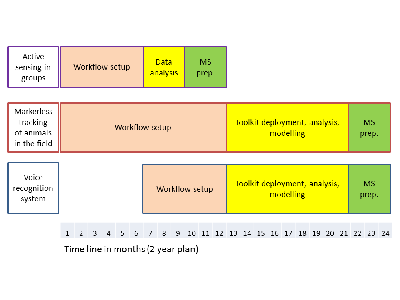 Active
sensing in
groups
Workflow setup
Data
analysis
MS
prep.
Markerless
tracking
of animals
in the field
Workflow setup
Toolkit deployment, analysis,
modelling
MS
prep.
Voice
recognition
system
Workflow setup
Toolkit deployment, analysis,
modelling
MS
prep.
1 2 3 4 5 6 7 8 9 10 11 12 13 14 15 16 17 18 19 20 21 22 23 24
Time line in months (2 year plan)